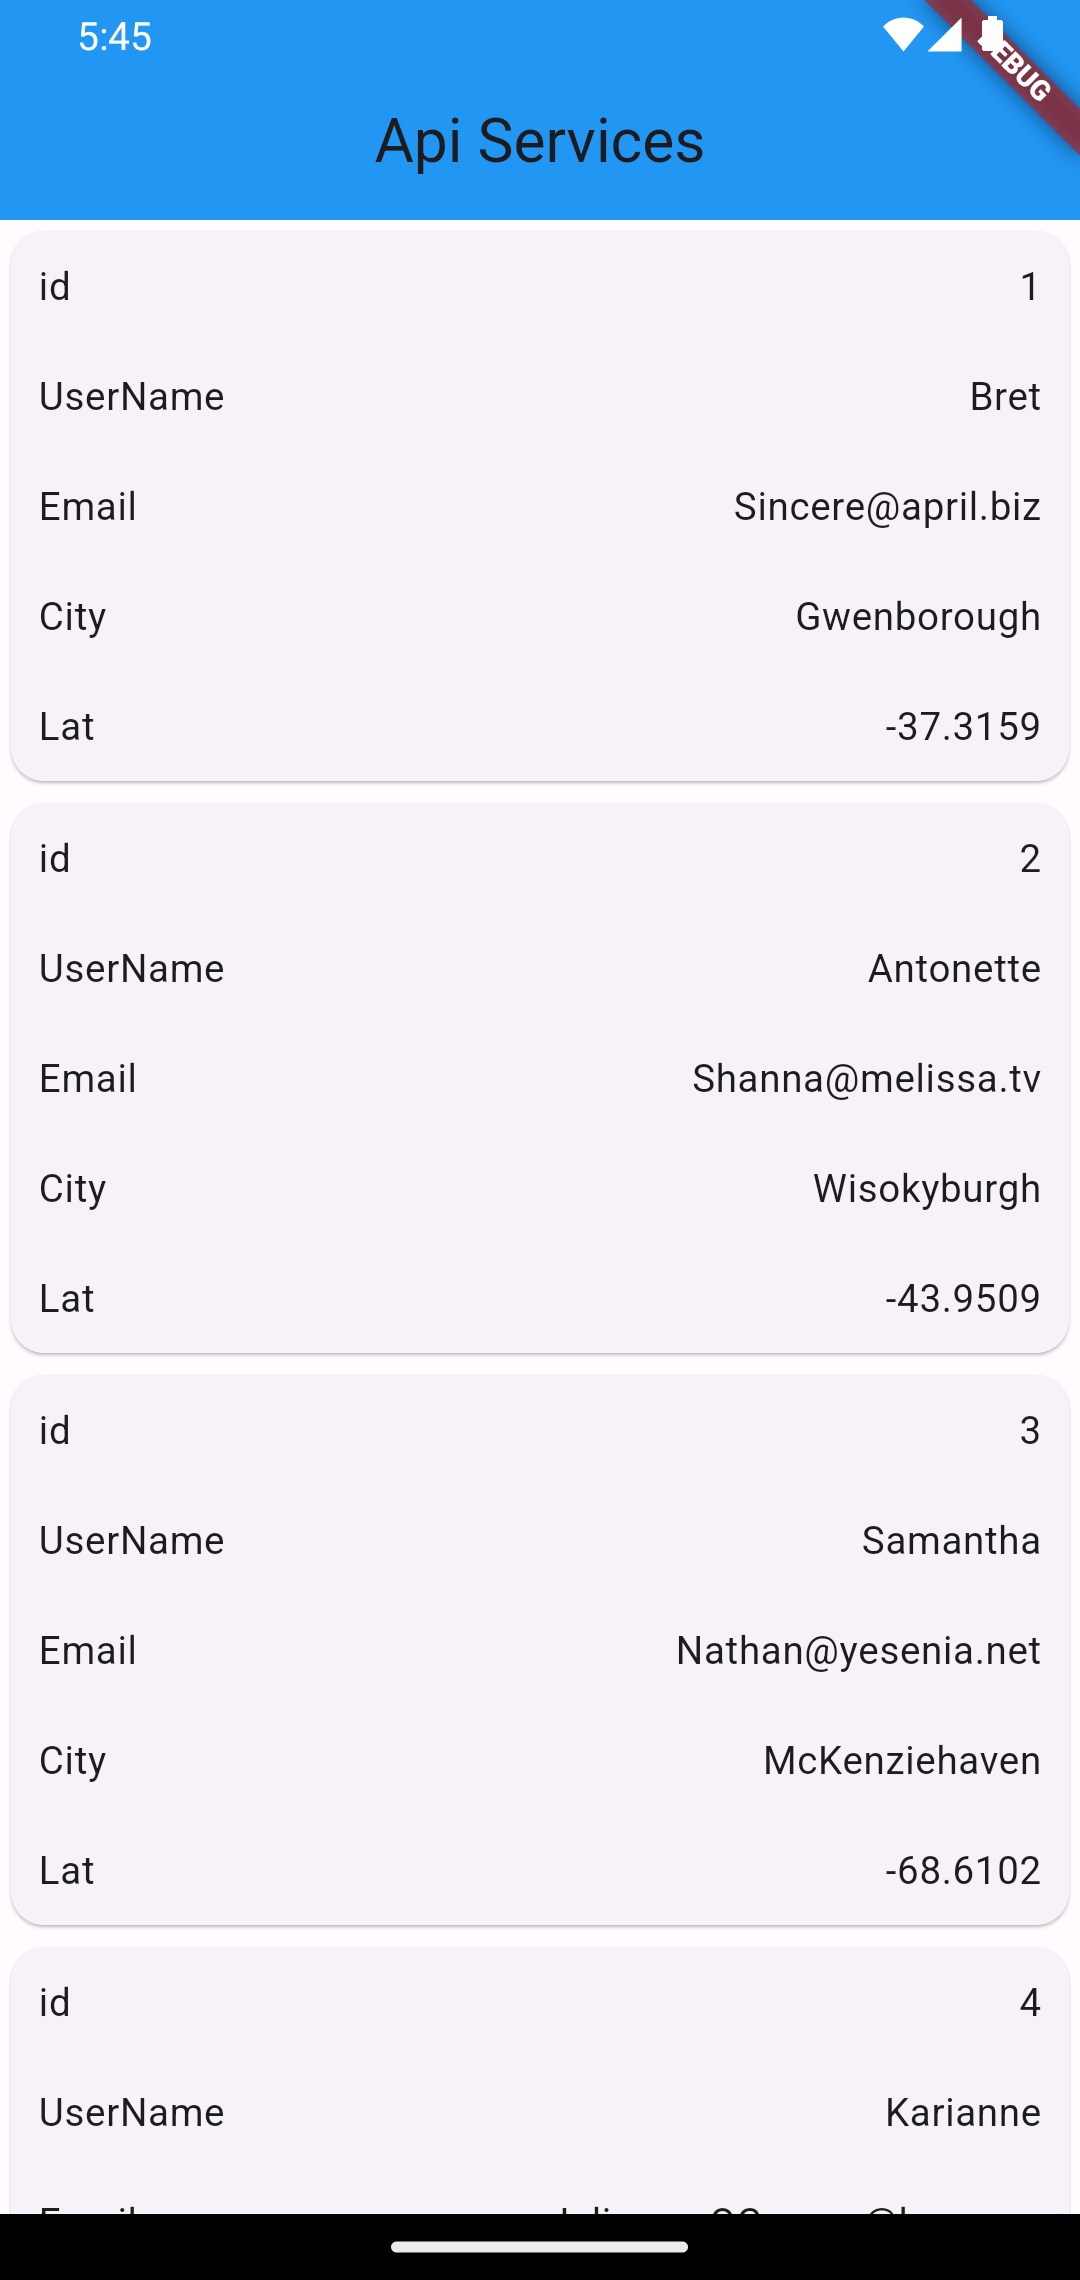 5:45
EBUG
Api Services
id 1
UserName Bret
Email Sincere@april.biz
City Gwenborough
Lat -37.3159
id 2
UserName Antonette
Email Shanna@melissa.tv
City Wisokyburgh
Lat -43.9509
id 3
UserName Samantha
Email Nathan@yesenia.net
City McKenziehaven
Lat -68.6102
id 4
UserName Karianne